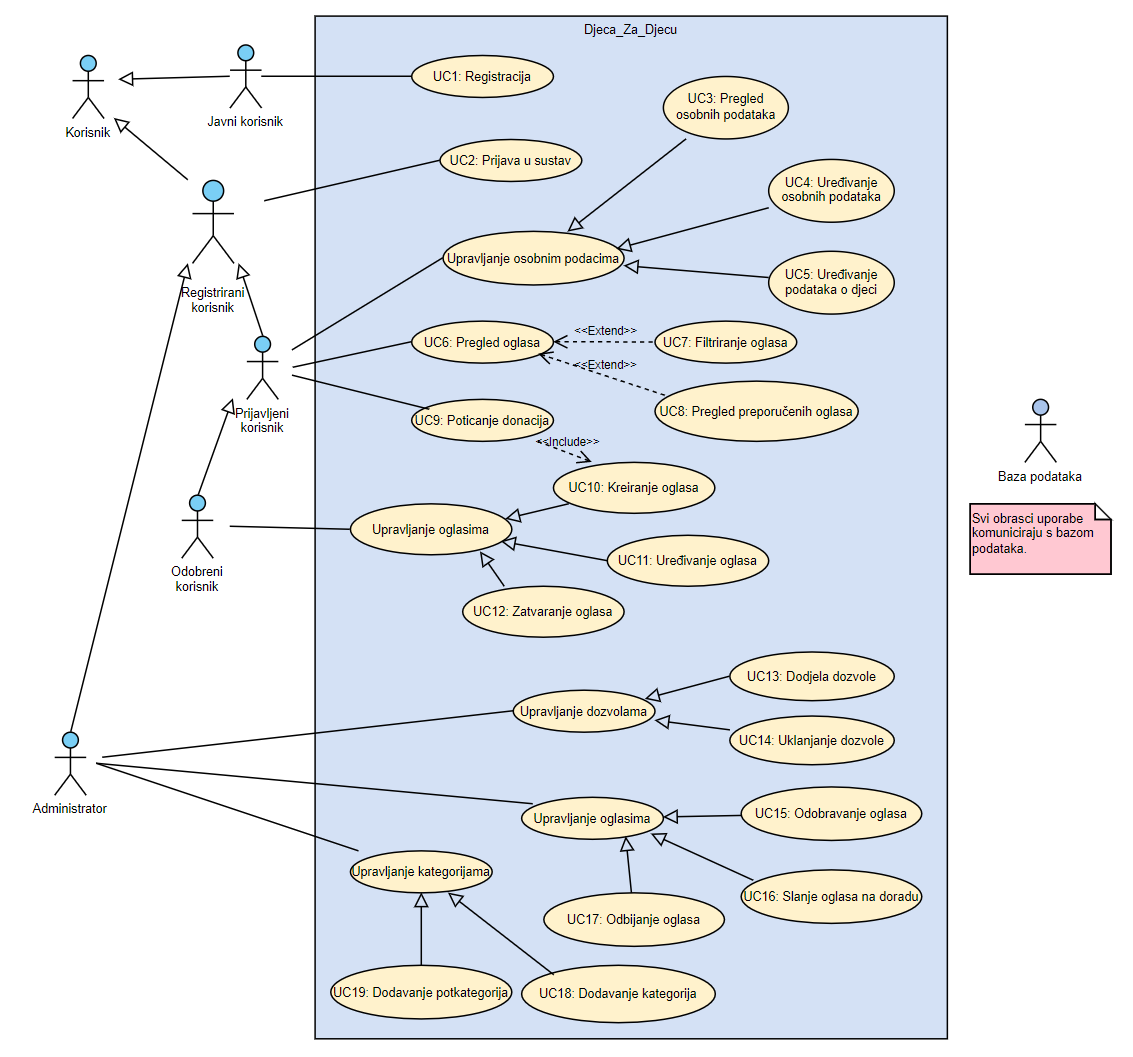 Djeca_Za_Djecu
Korisnik
Javni korisnik
UC1: Registracija
UC3: Pregled
osobnih podataka
UC2: Prijava u sustav
UC4: Uređivanje
osobnih podataka
Registrirani
korisnik
Upravljanje osobnim podacima
UC5: Uređivanje
podataka o djeci
UC6: Pregled oglasa
<<Extend>>
UC7: Filtriranje oglasa
<<Extend>>
UC8: Pregled preporučenih oglasa
Prijavljeni
korisnik
UC9: Poticanje donacija
<<Include>>
UC10: Kreiranje oglasa
Baza podataka
Svi obrasci uporabe
komuniciraju s bazom
podataka.
Odobreni
korisnik
Upravljanje oglasima
UC11: Uređivanje oglasa
UC12: Zatvaranje oglasa
UC13: Dodjela dozvole
Upravljanje dozvolama
UC14: Uklanjanje dozvole
Administrator
Upravljanje oglasima
UC15: Odobravanje oglasa
Upravljanje kategorijama
UC16: Slanje oglasa na doradu
UC17: Odbijanje oglasa
UC19: Dodavanje potkategorija
UC18: Dodavanje kategorija